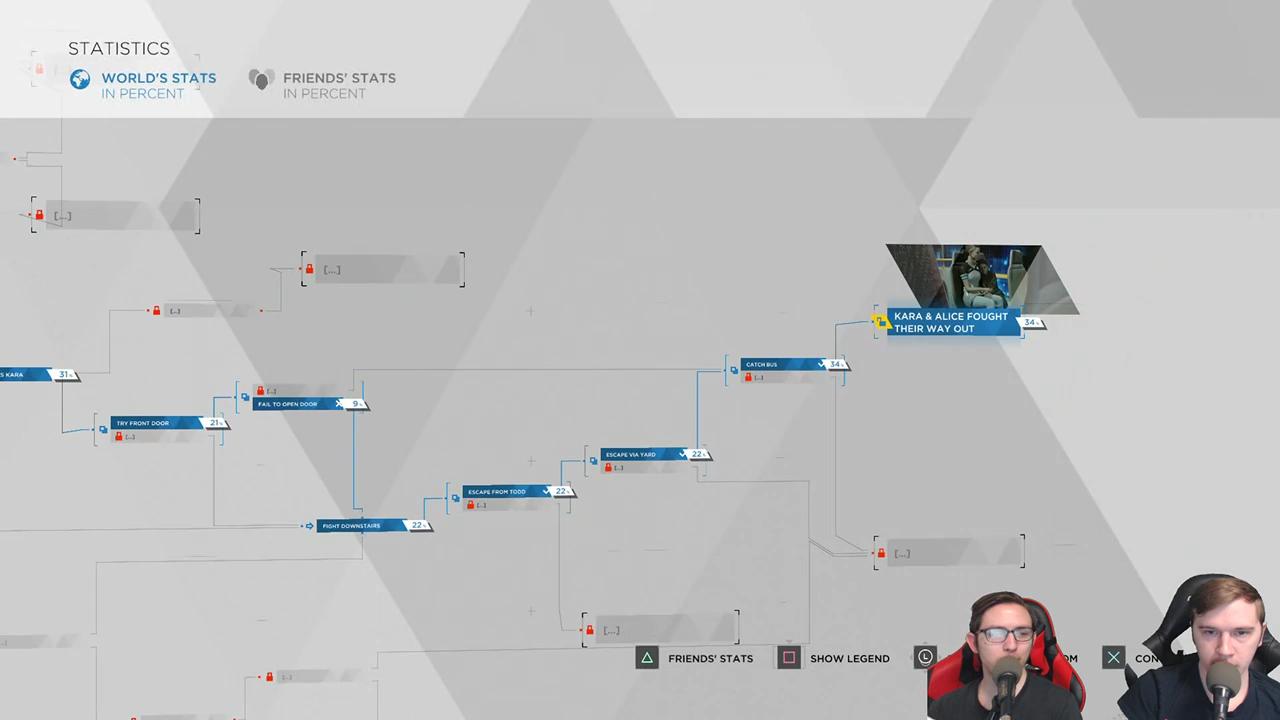 STATISTICS
WORLD'S STATS
IN PERCENT
FRIENDS' STATS
IN PERCENT
[...]
[...]
[...]
KARA & ALICE FOUGHT
THEIR WAY OUT
34%
CATCH BUS
34%
[...]
S KARA
31%
[...]
FAIL TO OPEN DOOR
9%
TRY FRONT DOOR
21%
[...]
ESCAPE VIA YARD
22%
[...]
ESCAPE FROM TODD
22%
[...]
FIGHT DOWNSTAIRS
22%
[...]
[...]
[...]
FRIENDS' STATS
SHOW LEGEND
L
OM
CON